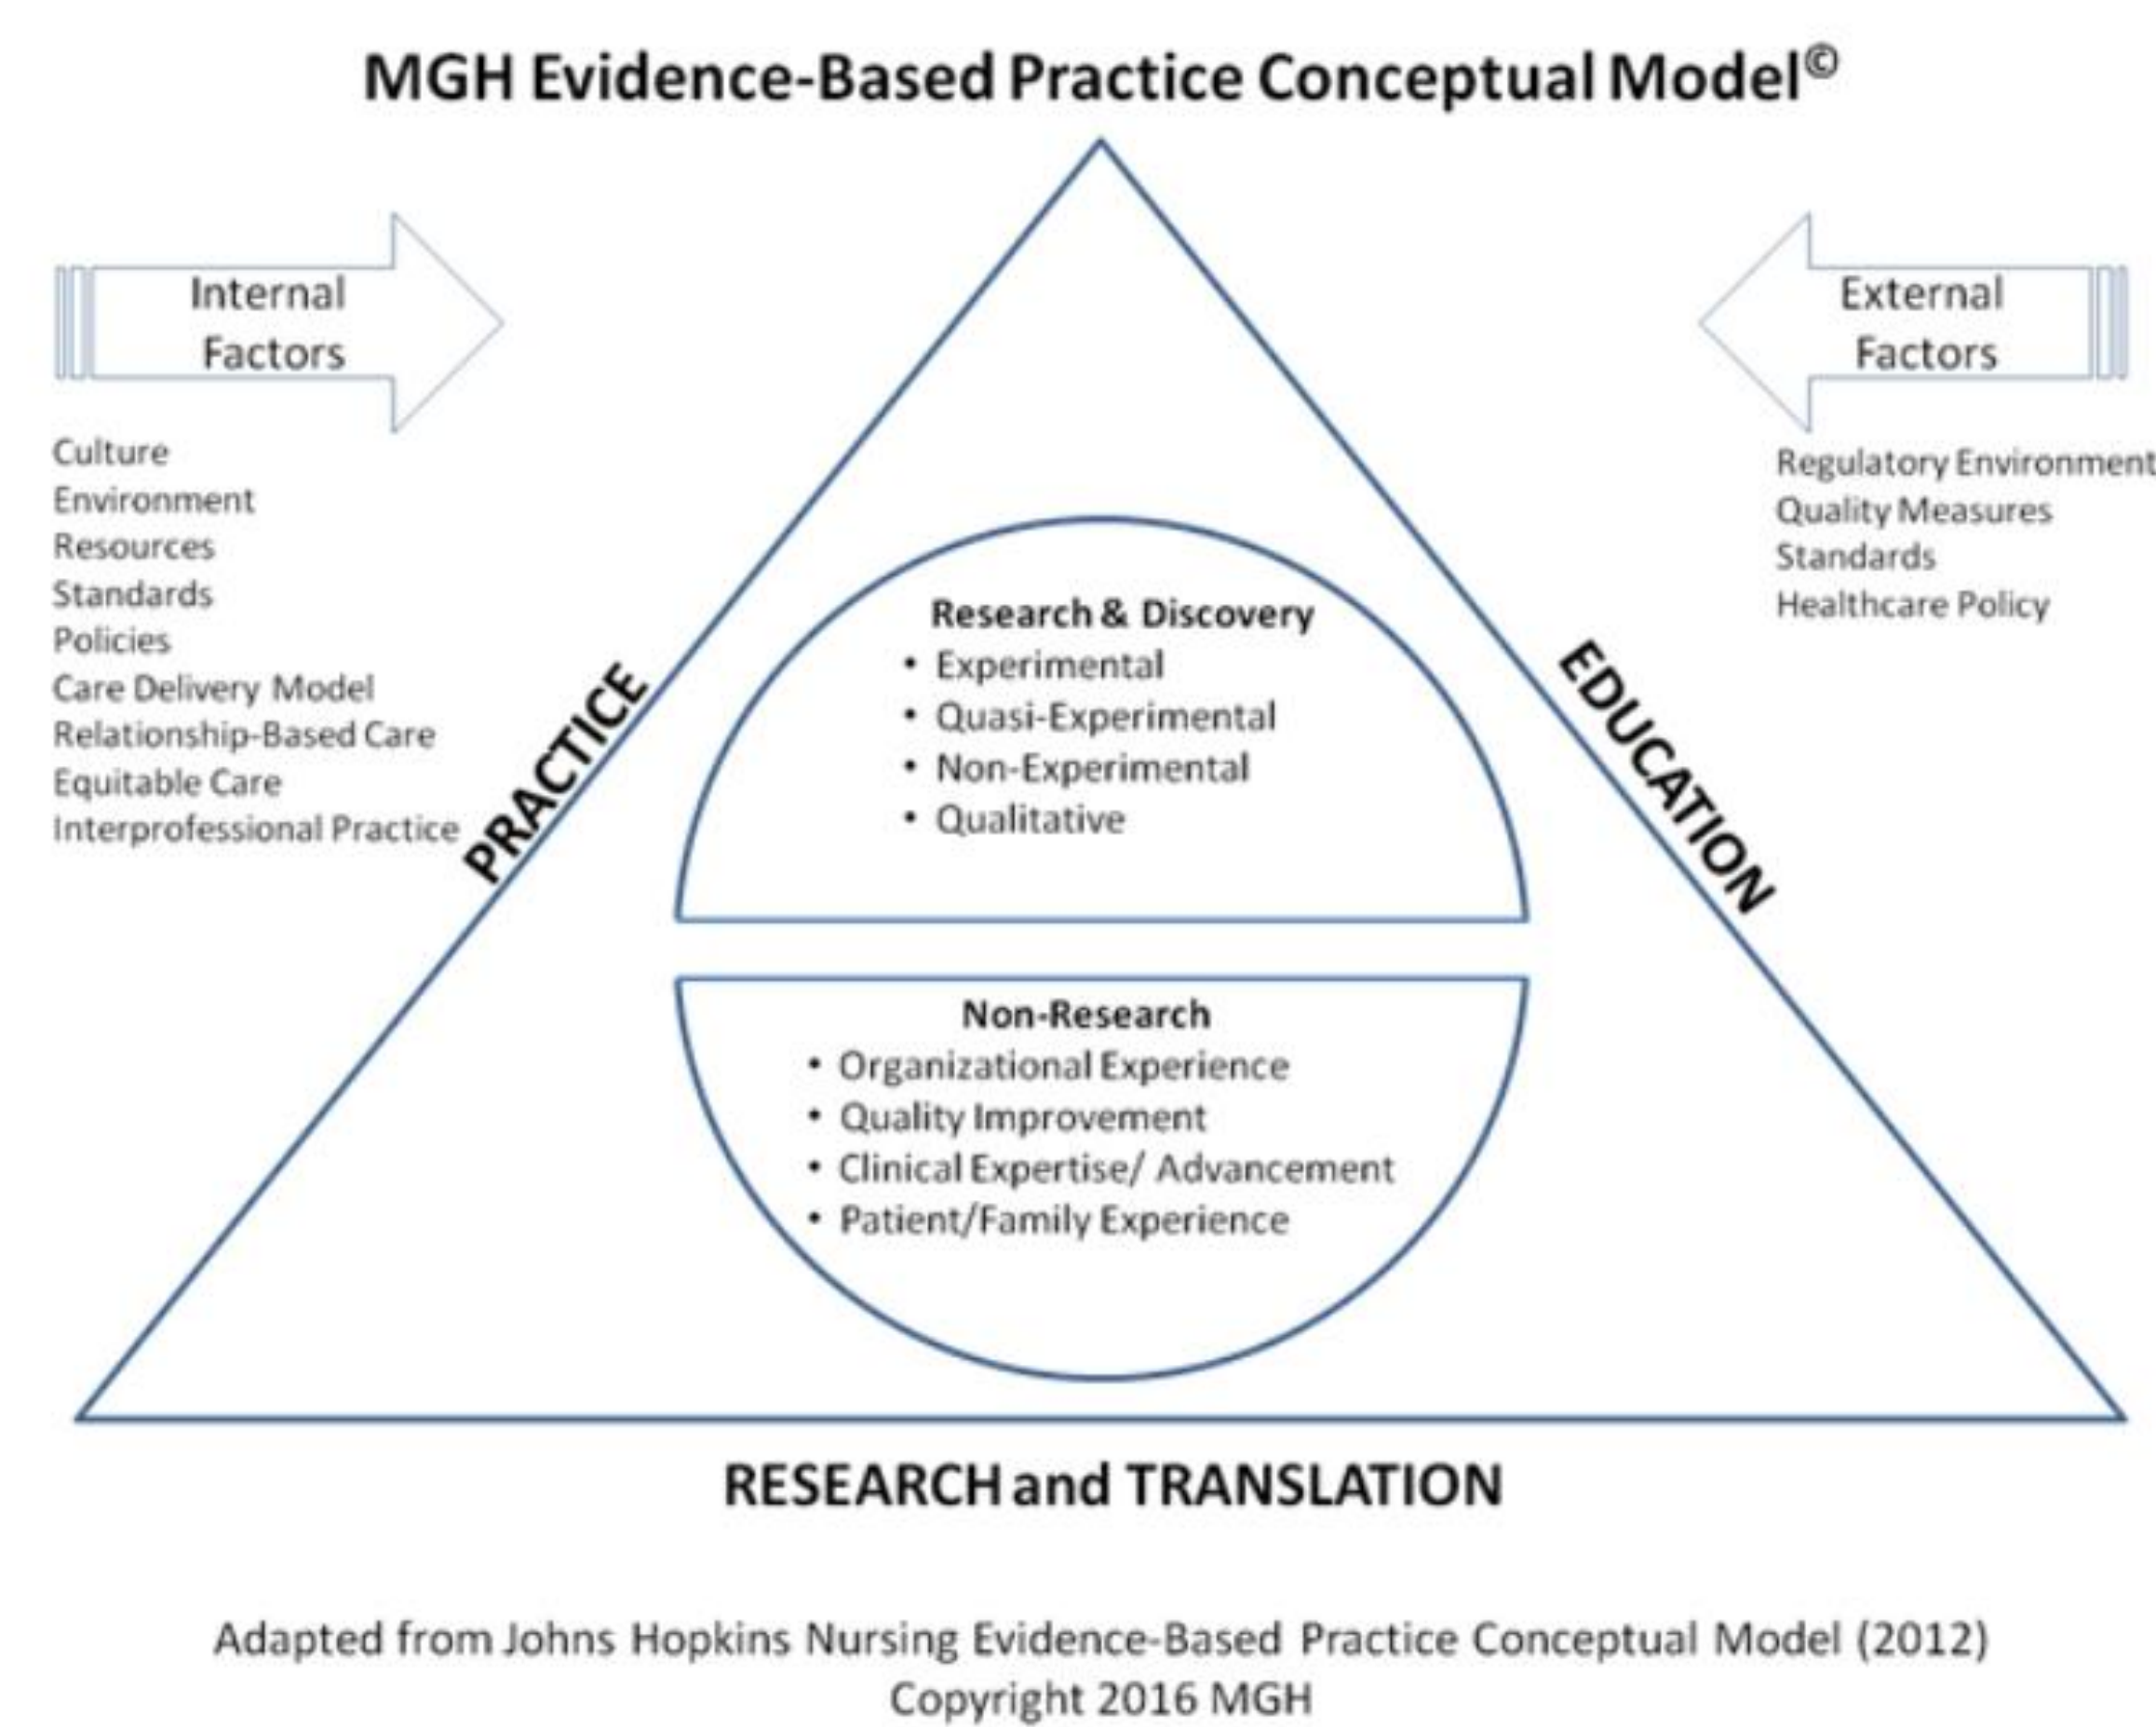 MGH Evidence-Based Practice Conceptual Model©
Internal
Factors
Culture
Environment
Resources
Standards
Policies
Care Delivery Model
Relationship-Based Care
Equitable Care
Interprofessional Practice
External
Factors
Regulatory Environment
Quality Measures
Standards
Healthcare Policy
PRACTICE
EDUCATION
Research & Discovery
• Experimental
• Quasi-Experimental
• Non-Experimental
• Qualitative
Non-Research
• Organizational Experience
• Quality Improvement
• Clinical Expertise/ Advancement
• Patient/Family Experience
RESEARCH and TRANSLATION
Adapted from Johns Hopkins Nursing Evidence-Based Practice Conceptual Model (2012)
Copyright 2016 MGH